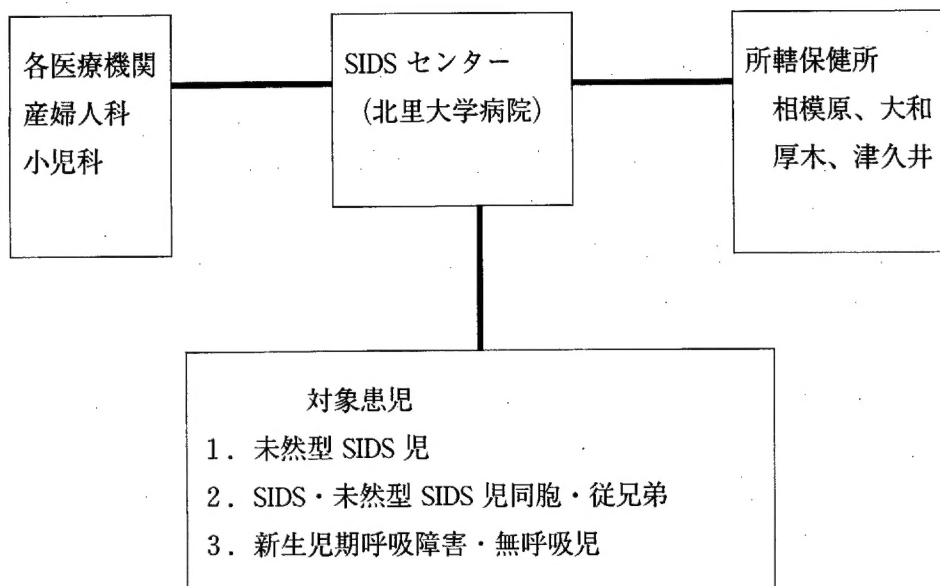 各医療機関
産婦人科
小児科
SIDS センター
(北里大学病院)
所轄保健所
相模原、大和
厚木、津久井
対象患児
1. 未然型 SIDS 児
2. SIDS・未然型 SIDS 児同胞・従兄弟
3. 新生児期呼吸障害・無呼吸児